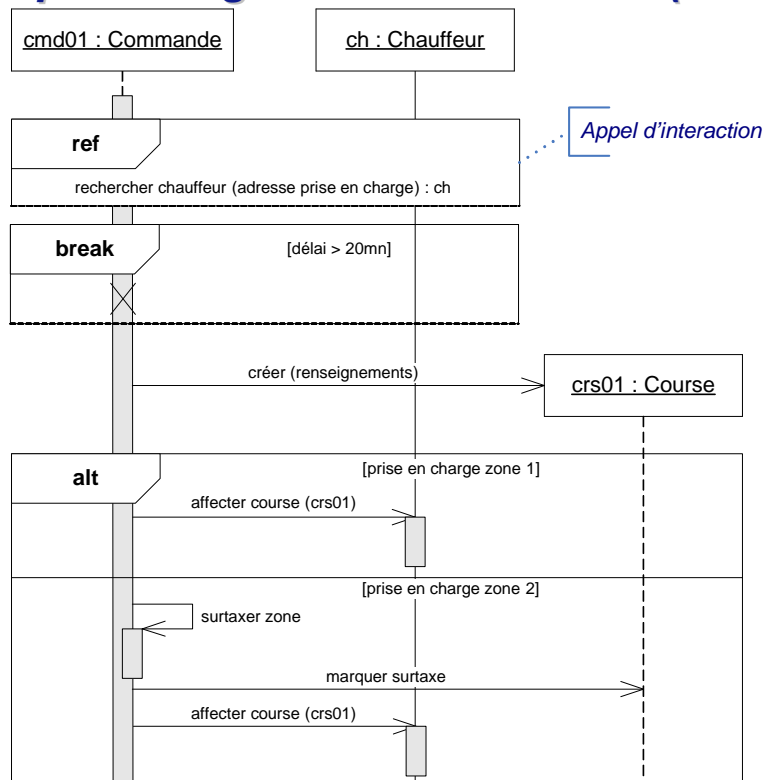 cmd01 : Commande
ch : Chauffeur
Appel d'interaction
ref
rechercher chauffeur (adresse prise en charge) : ch
break
[délai > 20mn]
créer (renseignements)
crs01 : Course
alt
[prise en charge zone 1]
affecter course (crs01)
[prise en charge zone 2]
surtaxer zone
marquer surtaxe
affecter course (crs01)